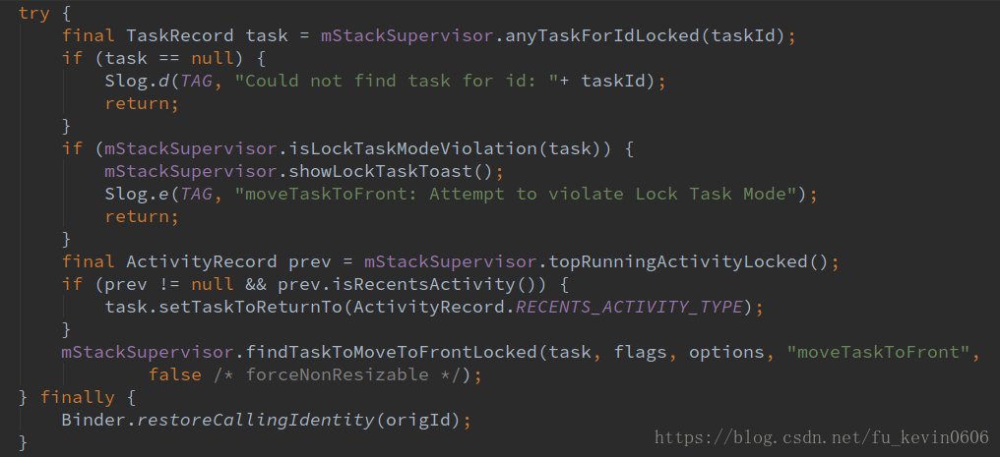 try {
    final TaskRecord task = mStackSupervisor.anyTaskForIdLocked(taskId);
    if (task == null) {
        Slog.d(TAG, "Could not find task for id: "+ taskId);
        return;
    }
    if (mStackSupervisor.isLockTaskModeViolation(task)) {
        mStackSupervisor.showLockTaskToast();
        Slog.e(TAG, "moveTaskToFront: Attempt to violate Lock Task Mode");
        return;
    }
    final ActivityRecord prev = mStackSupervisor.topRunningActivityLocked();
    if (prev != null && prev.isRecentsActivity()) {
        task.setTaskToReturnTo(ActivityRecord.RECENTS_ACTIVITY_TYPE);
    }
    mStackSupervisor.findTaskToMoveToFrontLocked(task, flags, options, "moveTaskToFront",
            false /* forceNonResizable */);
} finally {
    Binder.restoreCallingIdentity(origId);
}
https://blog.csdn.net/fu_kevin0606